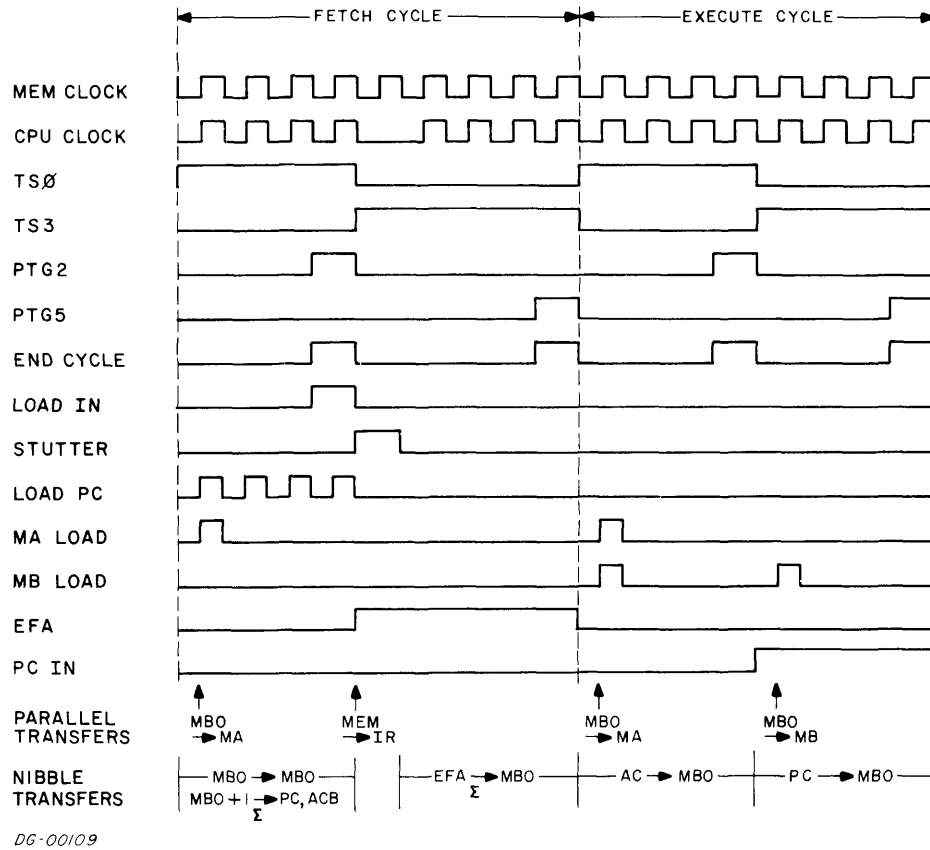 FETCH CYCLE EXECUTE CYCLE
MEM CLOCK
CPU CLOCK
TSØ
TS3
PTG2
PTG5
END CYCLE
LOAD IN
STUTTER
LOAD PC
MA LOAD
MB LOAD
EFA
PC IN
PARALLEL TRANSFERS
MBO → MA
MEM → IR
MBO → MA
MBO → MB
NIBBLE TRANSFERS
MBO → MBO
MBO + 1 → PC, ACB
Σ
EFA → MBO
Σ
AC → MBO
PC → MBO
DG-00109